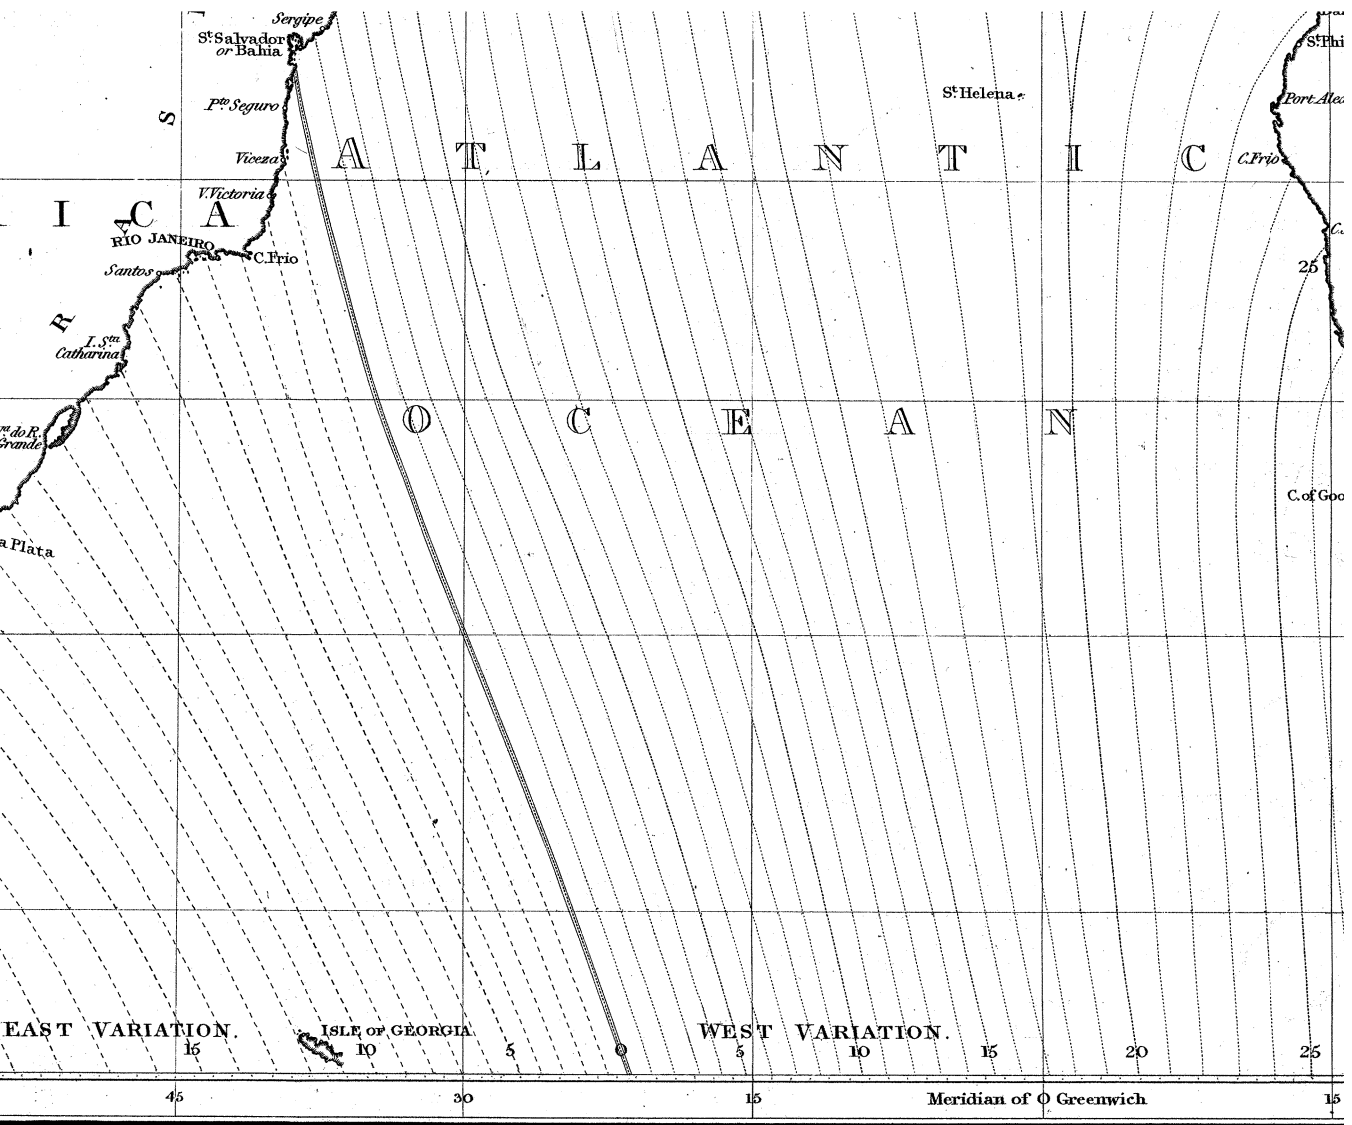 Sergipe
St. Salvador
or Bahia
Pto. Seguro
Viceza
V. Victoria
S
A
R
I C A
RIO JANEIRO
C. Frio
Santos
I. Sta.
Catharina
do R.
Grande
a Plata
A T L A N T I C
O C E A N
St. Helena
St. Phi
Port Alex
C. Frio
C.
25
C. of Goo
EAST VARIATION.
ISLE OF GEORGIA.
WEST VARIATION.
15 10 5 0 5 10 15 20 25
45 30 15 Meridian of 0 Greenwich 15